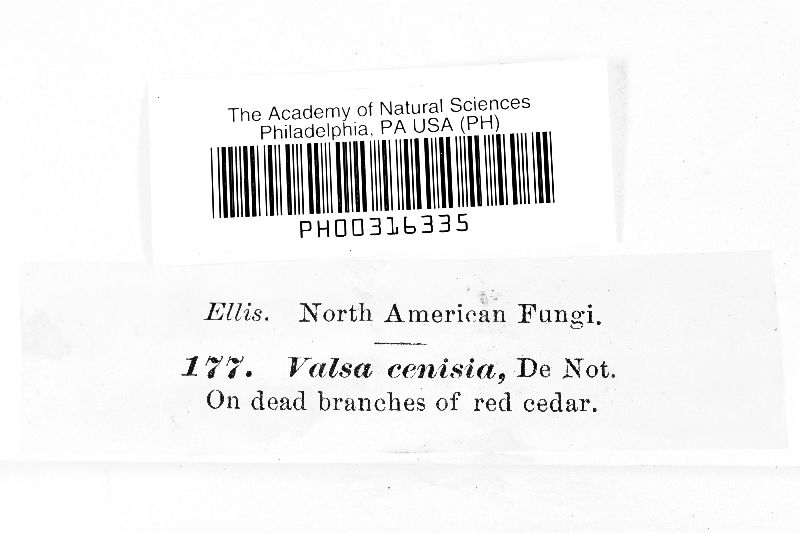 The Academy of Natural Sciences
Philadelphia, PA USA (PH)
PH00316335
Ellis. North American Fungi.
177. Valsa cenisia, De Not.
On dead branches of red cedar.